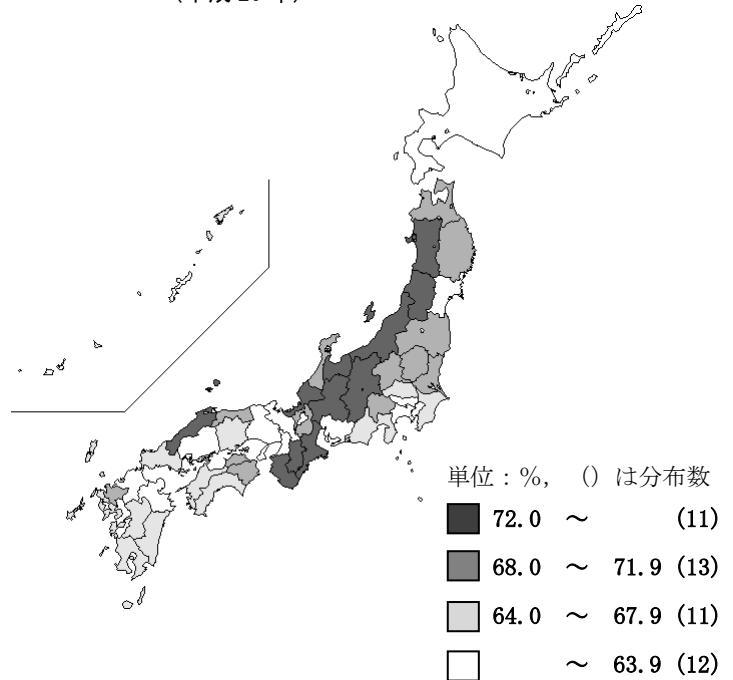 単位：%, （）は分布数
72.0 ～ (11)
68.0 ～ 71.9 (13)
64.0 ～ 67.9 (11)
～ 63.9 (12)